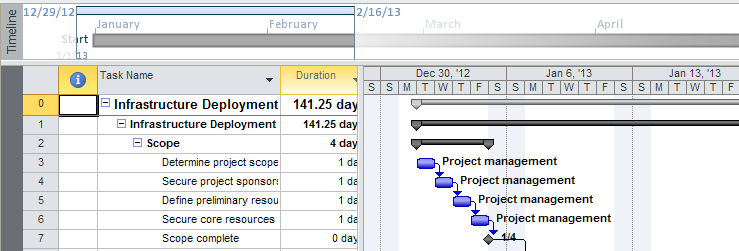 12/29/12 2/16/13
Timeline
January February March April
Start
1/1/13
Task Name Duration Dec 30, '12 Jan 6, '13 Jan 13, '13
S S M T W T F S S M T W T F S S M T W T
0 Infrastructure Deployment 141.25 day
1 Infrastructure Deployment 141.25 day
2 Scope 4 day
3 Determine project scope 1 da Project management
4 Secure project sponsors 1 da Project management
5 Define preliminary resou 1 da Project management
6 Secure core resources 1 da Project management
7 Scope complete 0 day 1/4